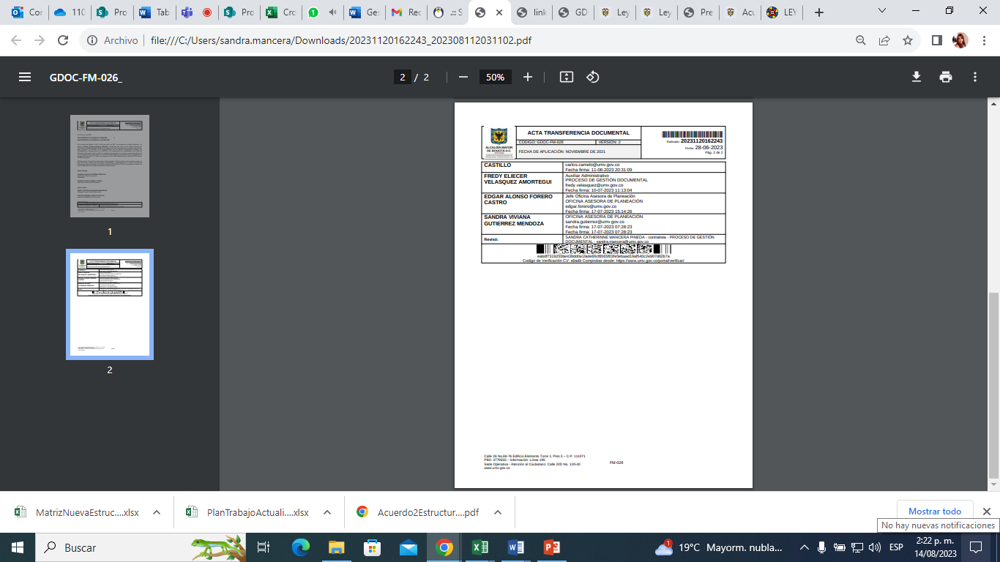 Cor
110
Pro
Tab
Pro
Cro
1
Ges
Rec
.:: S
link
GD
Ley
Ley
Pre
Acu
LEY
Archivo
file:///C:/Users/sandra.mancera/Downloads/20231120162243_202308112031102.pdf
GDOC-FM-026_
2 / 2
50%
1
2
ALCALDÍA MAYOR
DE BOGOTÁ D.C.
ACTA TRANSFERENCIA DOCUMENTAL
CÓDIGO: GDOC-FM-026
VERSIÓN: 2
FECHA DE APLICACIÓN: NOVIEMBRE DE 2021
Radicado: 20231120162243
Fecha: 28-06-2023
Pág. 2 de 2
CASTILLO
carlos.camelo@umv.gov.co
Fecha firma: 11-08-2023 20:31:09
FREDY ELIECER
VELASQUEZ AMORTEGUI
Auxiliar Administrativo
PROCESO DE GESTIÓN DOCUMENTAL
fredy.velasquez@umv.gov.co
Fecha firma: 10-07-2023 11:13:04
EDGAR ALONSO FORERO
CASTRO
Jefe Oficina Asesora de Planeación
OFICINA ASESORA DE PLANEACIÓN
edgar.forero@umv.gov.co
Fecha firma: 17-07-2023 15:14:26
SANDRA VIVIANA
GUTIERREZ MENDOZA
OFICINA ASESORA DE PLANEACIÓN
sandra.gutierrez@umv.gov.co
Fecha firma: 17-07-2023 07:28:23
Fecha firma: 17-07-2023 07:28:23
Revisó:
SANDRA CATHERINNE MANCERA PINEDA - contratista - PROCESO DE GESTIÓN
DOCUMENTAL - sandra.mancera@umv.gov.co
Codigo de Verificación CV: elladb Comprobar desde: https://www.umv.gov.co/portal/verificar/
Calle 26 No.69-76 Edificio Elemento Torre 1, Piso 3 – C.P. 111071
PBX: 3779555 – Información: Línea 195
Sede Operativa - Atención al Ciudadano: Calle 22D No. 120-40
www.umv.gov.co
FM-026
MatrizNuevaEstruc....xlsx
PlanTrabajoActuali....xlsx
Acuerdo2Estructur....pdf
Mostrar todo
No hay nuevas notificaciones
Buscar
1
19°C Mayorm. nubla...
ESP
2:22 p. m.
14/08/2023